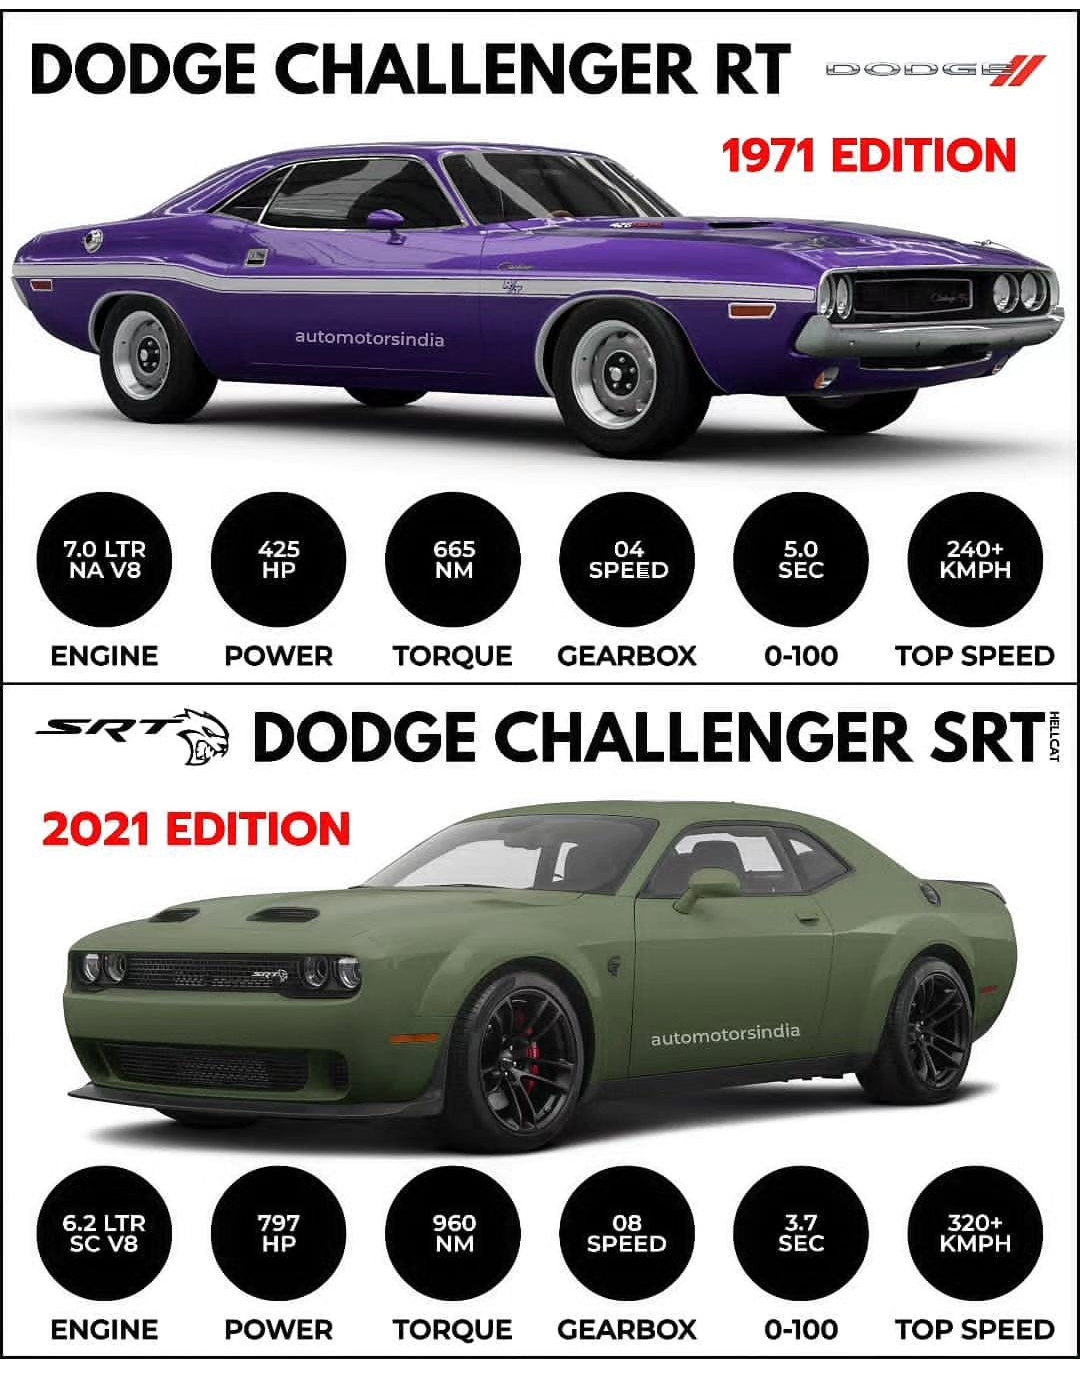 DODGE CHALLENGER RT
DODGE
1971 EDITION
426
R/T
automotorsindia
7.0 LTR
NA V8
425
HP
665
NM
04
SPEED
5.0
SEC
240+
KMPH
ENGINE
POWER
TORQUE
GEARBOX
0-100
TOP SPEED
SRT
DODGE CHALLENGER SRT
HELLCAT
2021 EDITION
SRT
automotorsindia
6.2 LTR
SC V8
797
HP
960
NM
08
SPEED
3.7
SEC
320+
KMPH
ENGINE
POWER
TORQUE
GEARBOX
0-100
TOP SPEED